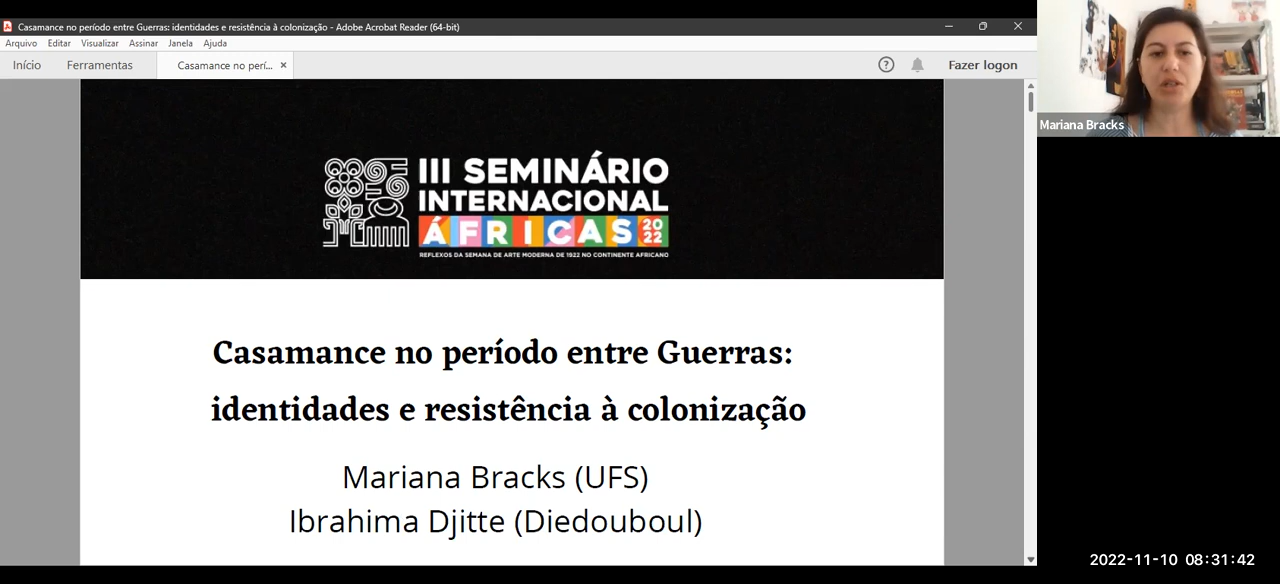 Casamance no período entre Guerras: identidades e resistência à colonização - Adobe Acrobat Reader (64-bit)
Arquivo Editar Visualizar Assinar Janela Ajuda
Início Ferramentas Casamance no perí... × ? Fazer logon
Mariana Bracks
III SEMINÁRIO
INTERNACIONAL
ÁFRICAS 2022
REFLEXOS DA SEMANA DE ARTE MODERNA DE 1922 NO CONTINENTE AFRICANO
Casamance no período entre Guerras:
identidades e resistência à colonização
Mariana Bracks (UFS)
Ibrahima Djitte (Diedouboul)
2022-11-10 08:31:42